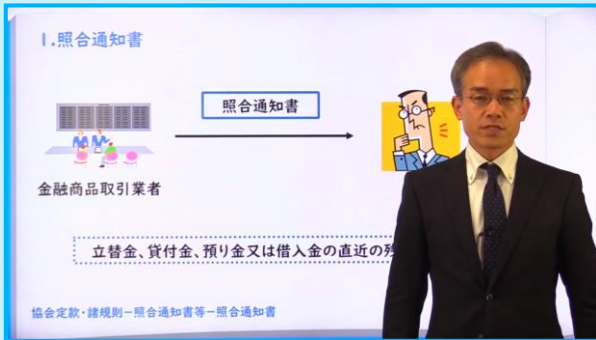 1.照合通知書
照合通知書
金融商品取引業者
立替金、貸付金、預り金又は借入金の直近の残
協会定款・諸規則－照合通知書等－照合通知書